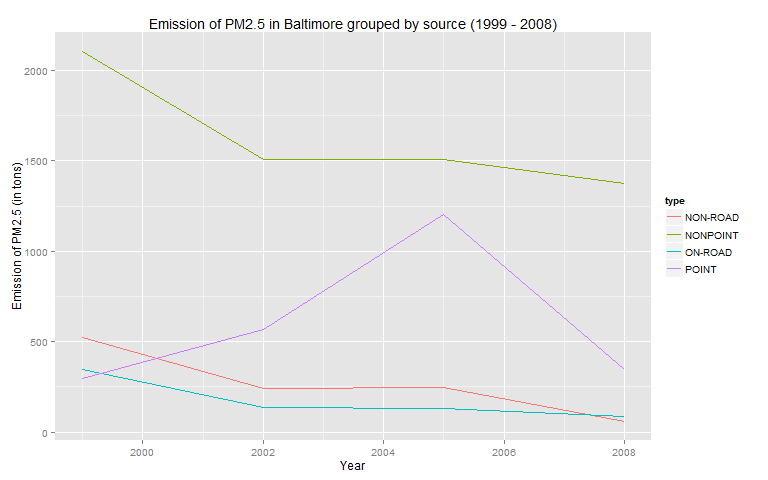 Emission of PM2.5 in Baltimore grouped by source (1999 - 2008)
Emission of PM2.5 (in tons)
2000
1500
1000
500
0
2000
2002
2004
2006
2008
Year
type
NON-ROAD
NONPOINT
ON-ROAD
POINT